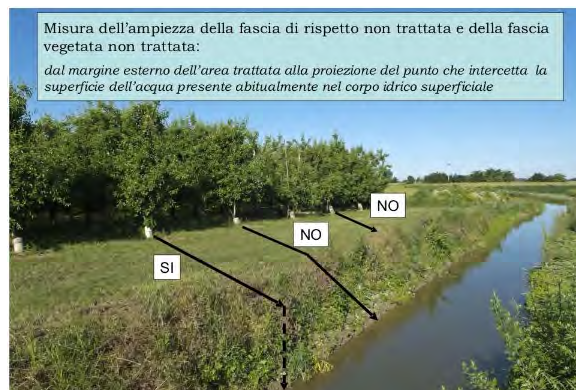 Misura dell'ampiezza della fascia di rispetto non trattata e della fascia
vegetata non trattata:
dal margine esterno dell'area trattata alla proiezione del punto che intercetta la
superficie dell'acqua presente abitualmente nel corpo idrico superficiale
NO
NO
SI